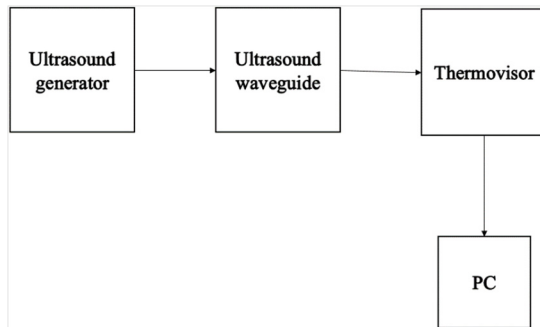 Ultrasound
generator
Ultrasound
waveguide
Thermovisor
PC